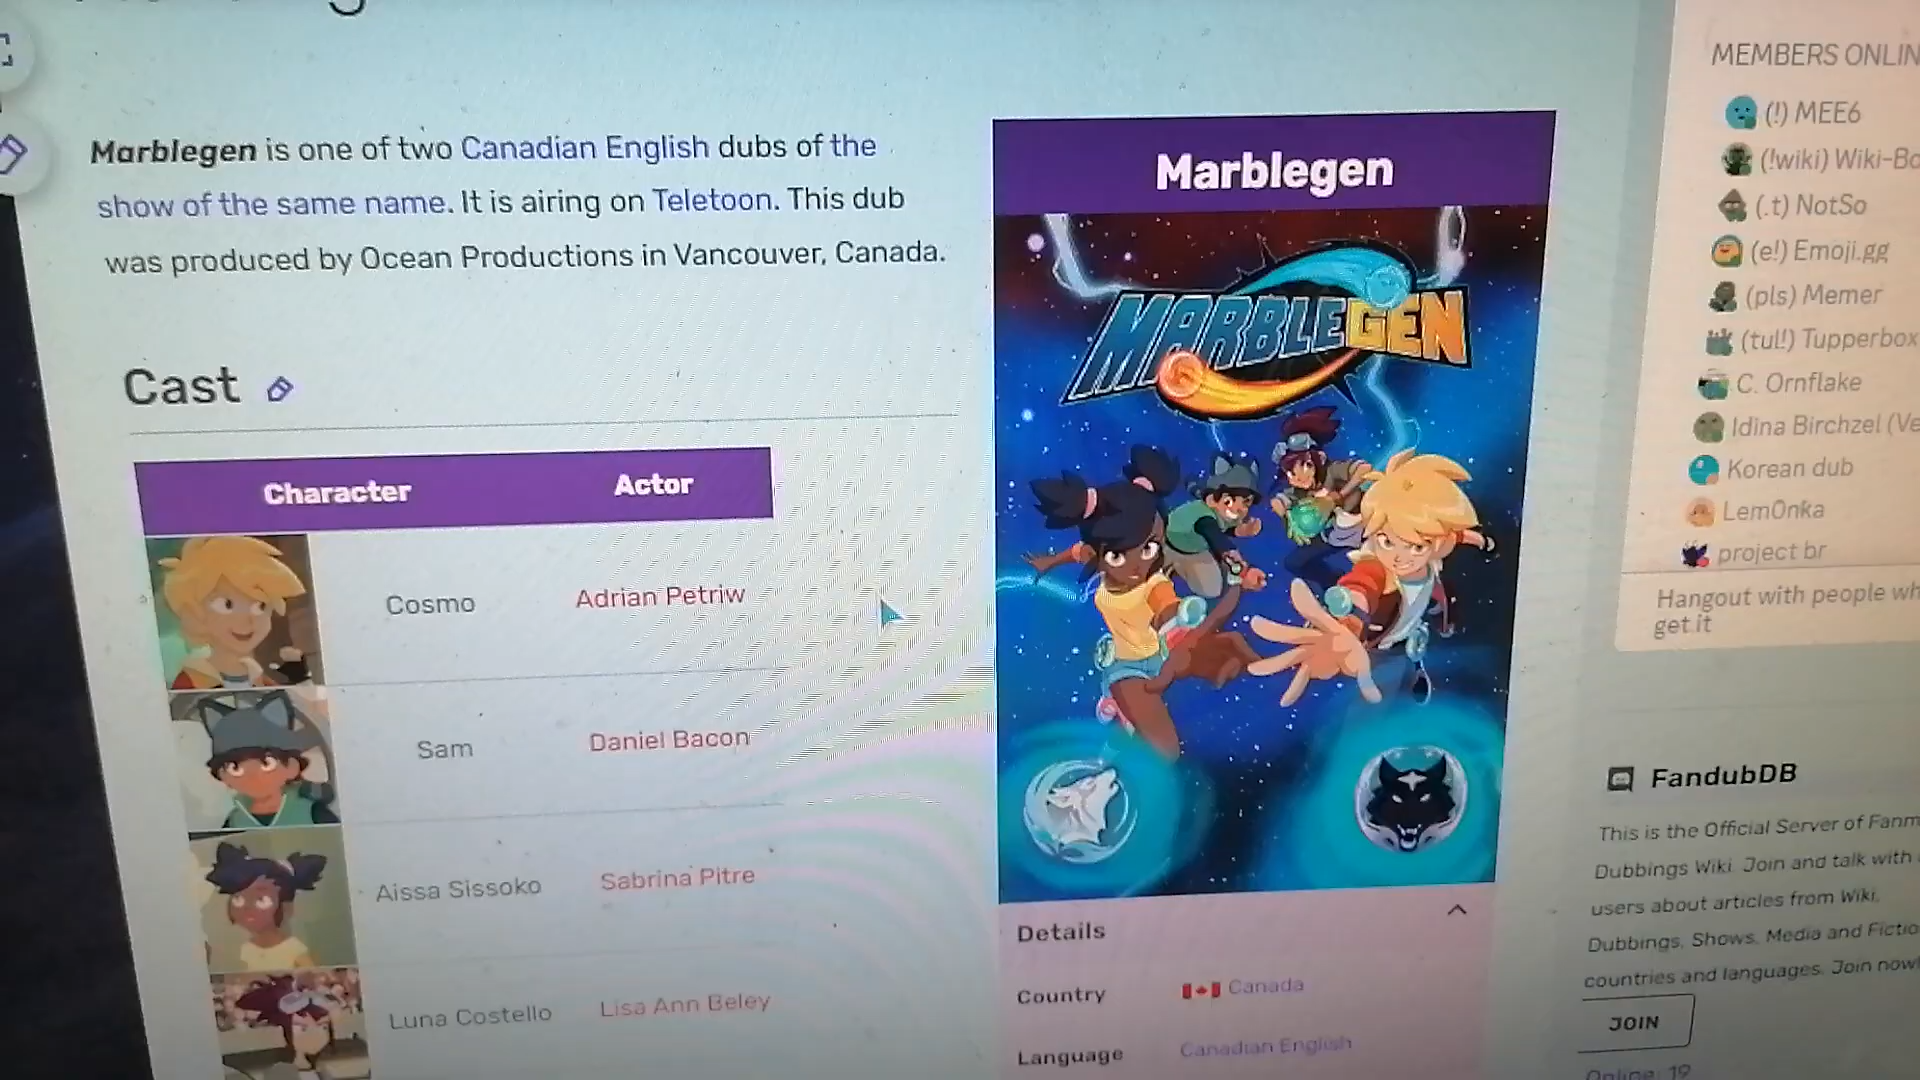 Marblegen is one of two Canadian English dubs of the
show of the same name. It is airing on Teletoon. This dub
was produced by Ocean Productions in Vancouver, Canada.
Cast
Character Actor
Cosmo Adrian Petriw
Sam Daniel Bacon
Aissa Sissoko Sabrina Pitre
Luna Costello Lisa Ann Beley
Marblegen
MARBLEGEN
Details
Country Canada
Language Canadian English
MEMBERS ONLIN
(!) MEE6
(!wiki) Wiki-Bo
(.t) NotSo
(e!) Emoji.gg
(pls) Memer
(tul!) Tupperbox
C. Ornflake
Idina Birchzel (Ve
Korean dub
Lem0nka
project br
Hangout with people wh
get it
FandubDB
This is the Official Server of Fanm
Dubbings Wiki. Join and talk with
users about articles from Wiki,
Dubbings, Shows, Media and Fictio
countries and languages. Join now!
JOIN
Online: 19